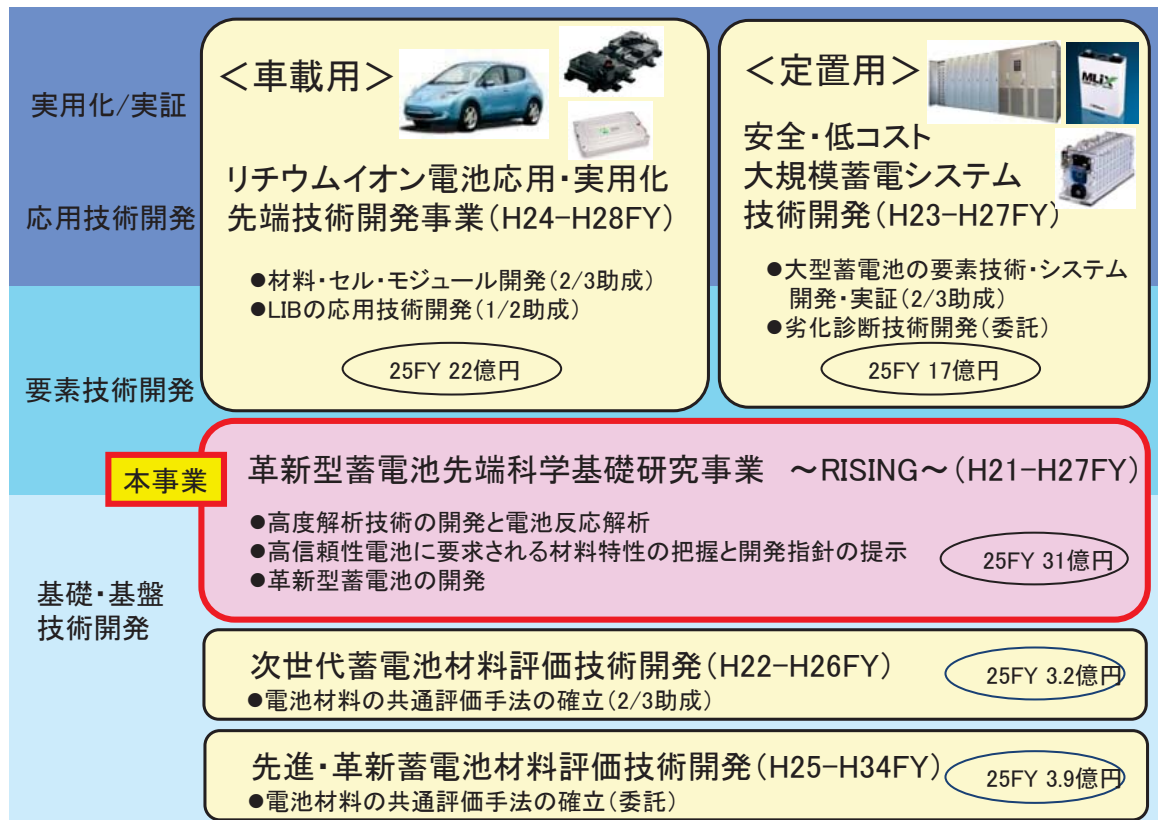 実用化/実証
応用技術開発
要素技術開発
基礎・基盤
技術開発
＜車載用＞
リチウムイオン電池応用・実用化
先端技術開発事業(H24-H28FY)
●材料・セル・モジュール開発(2/3助成)
●LIBの応用技術開発(1/2助成)
25FY 22億円
＜定置用＞
MLiX
安全・低コスト
大規模蓄電システム
技術開発(H23-H27FY)
●大型蓄電池の要素技術・システム
開発・実証(2/3助成)
●劣化診断技術開発(委託)
25FY 17億円
本事業
革新型蓄電池先端科学基礎研究事業　～RISING～(H21-H27FY)
●高度解析技術の開発と電池反応解析
●高信頼性電池に要求される材料特性の把握と開発指針の提示
●革新型蓄電池の開発
25FY 31億円
次世代蓄電池材料評価技術開発(H22-H26FY)
●電池材料の共通評価手法の確立(2/3助成)
25FY 3.2億円
先進・革新蓄電池材料評価技術開発(H25-H34FY)
●電池材料の共通評価手法の確立(委託)
25FY 3.9億円